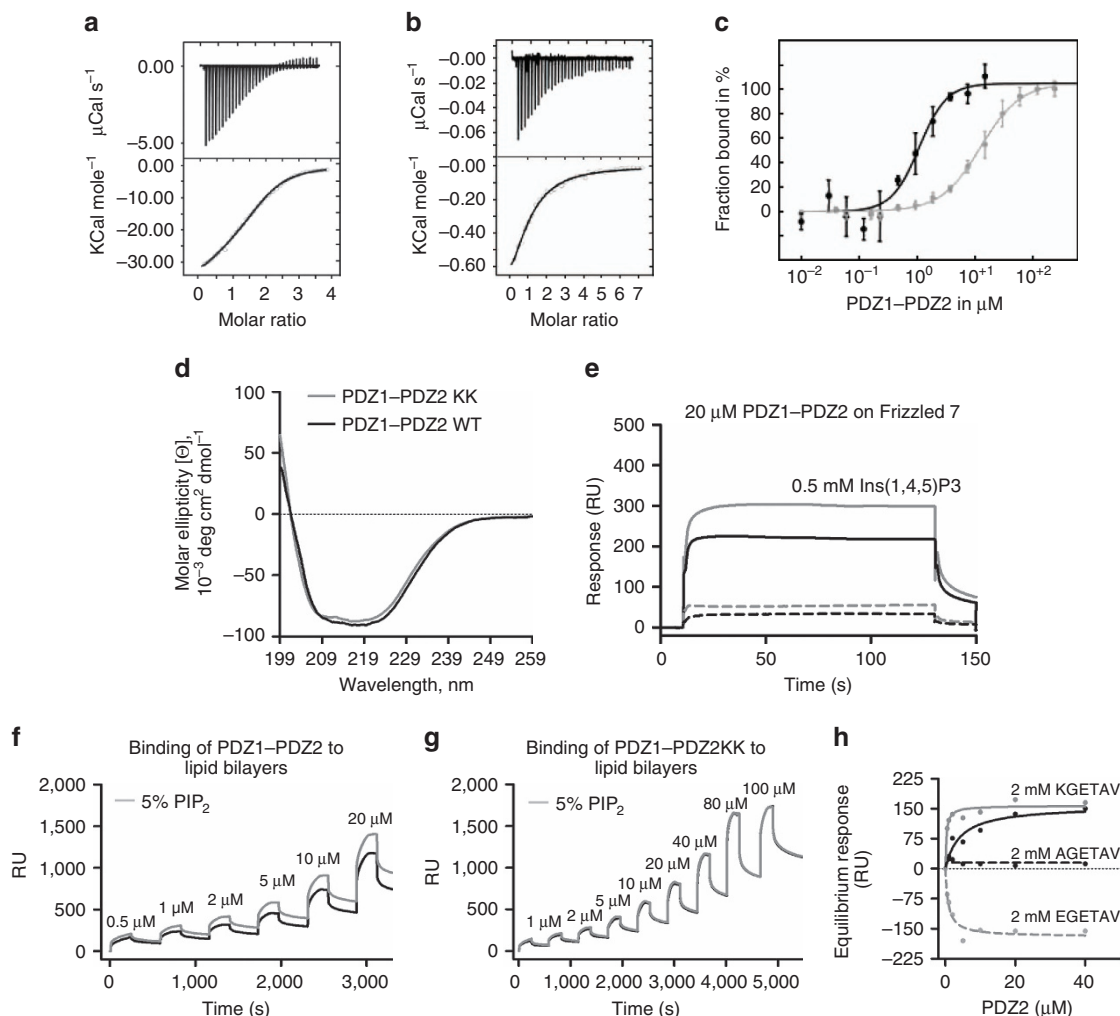 a
μCal s⁻¹
0.00
−5.00
KCal mole⁻¹
0.00
−10.00
−20.00
−30.00
0 1 2 3 4
Molar ratio
b
μCal s⁻¹
−0.00
−0.02
−0.04
−0.06
KCal mole⁻¹
−0.00
−0.20
−0.40
−0.60
0 1 2 3 4 5 6 7
Molar ratio
c
Fraction bound in %
100
80
60
40
20
0
10⁻² 10⁻¹ 10⁰ 10⁺¹ 10⁺²
PDZ1–PDZ2 in μM
d
Molar ellipticity [Θ],
10⁻³ deg cm² dmol⁻¹
100
50
0
−50
−100
PDZ1–PDZ2 KK
PDZ1–PDZ2 WT
199 209 219 229 239 249 259
Wavelength, nm
e
20 μM PDZ1–PDZ2 on Frizzled 7
0.5 mM Ins(1,4,5)P3
Response (RU)
500
400
300
200
100
0
0 50 100 150
Time (s)
f
Binding of PDZ1–PDZ2 to
lipid bilayers
5% PIP₂
RU
2,000
1,500
1,000
500
0
0.5 μM
1 μM
2 μM
5 μM
10 μM
20 μM
0 1,000 2,000 3,000
Time (s)
g
Binding of PDZ1–PDZ2KK to
lipid bilayers
5% PIP₂
RU
2,000
1,500
1,000
500
0
1 μM
2 μM
5 μM
10 μM
20 μM
40 μM
80 μM
100 μM
0 1,000 2,000 3,000 4,000 5,000
Time (s)
h
Equilibrium response
(RU)
225
150
75
0
−75
−150
−225
2 mM KGETAV
2 mM AGETAV
2 mM EGETAV
0 10 20 30 40
PDZ2 (μM)